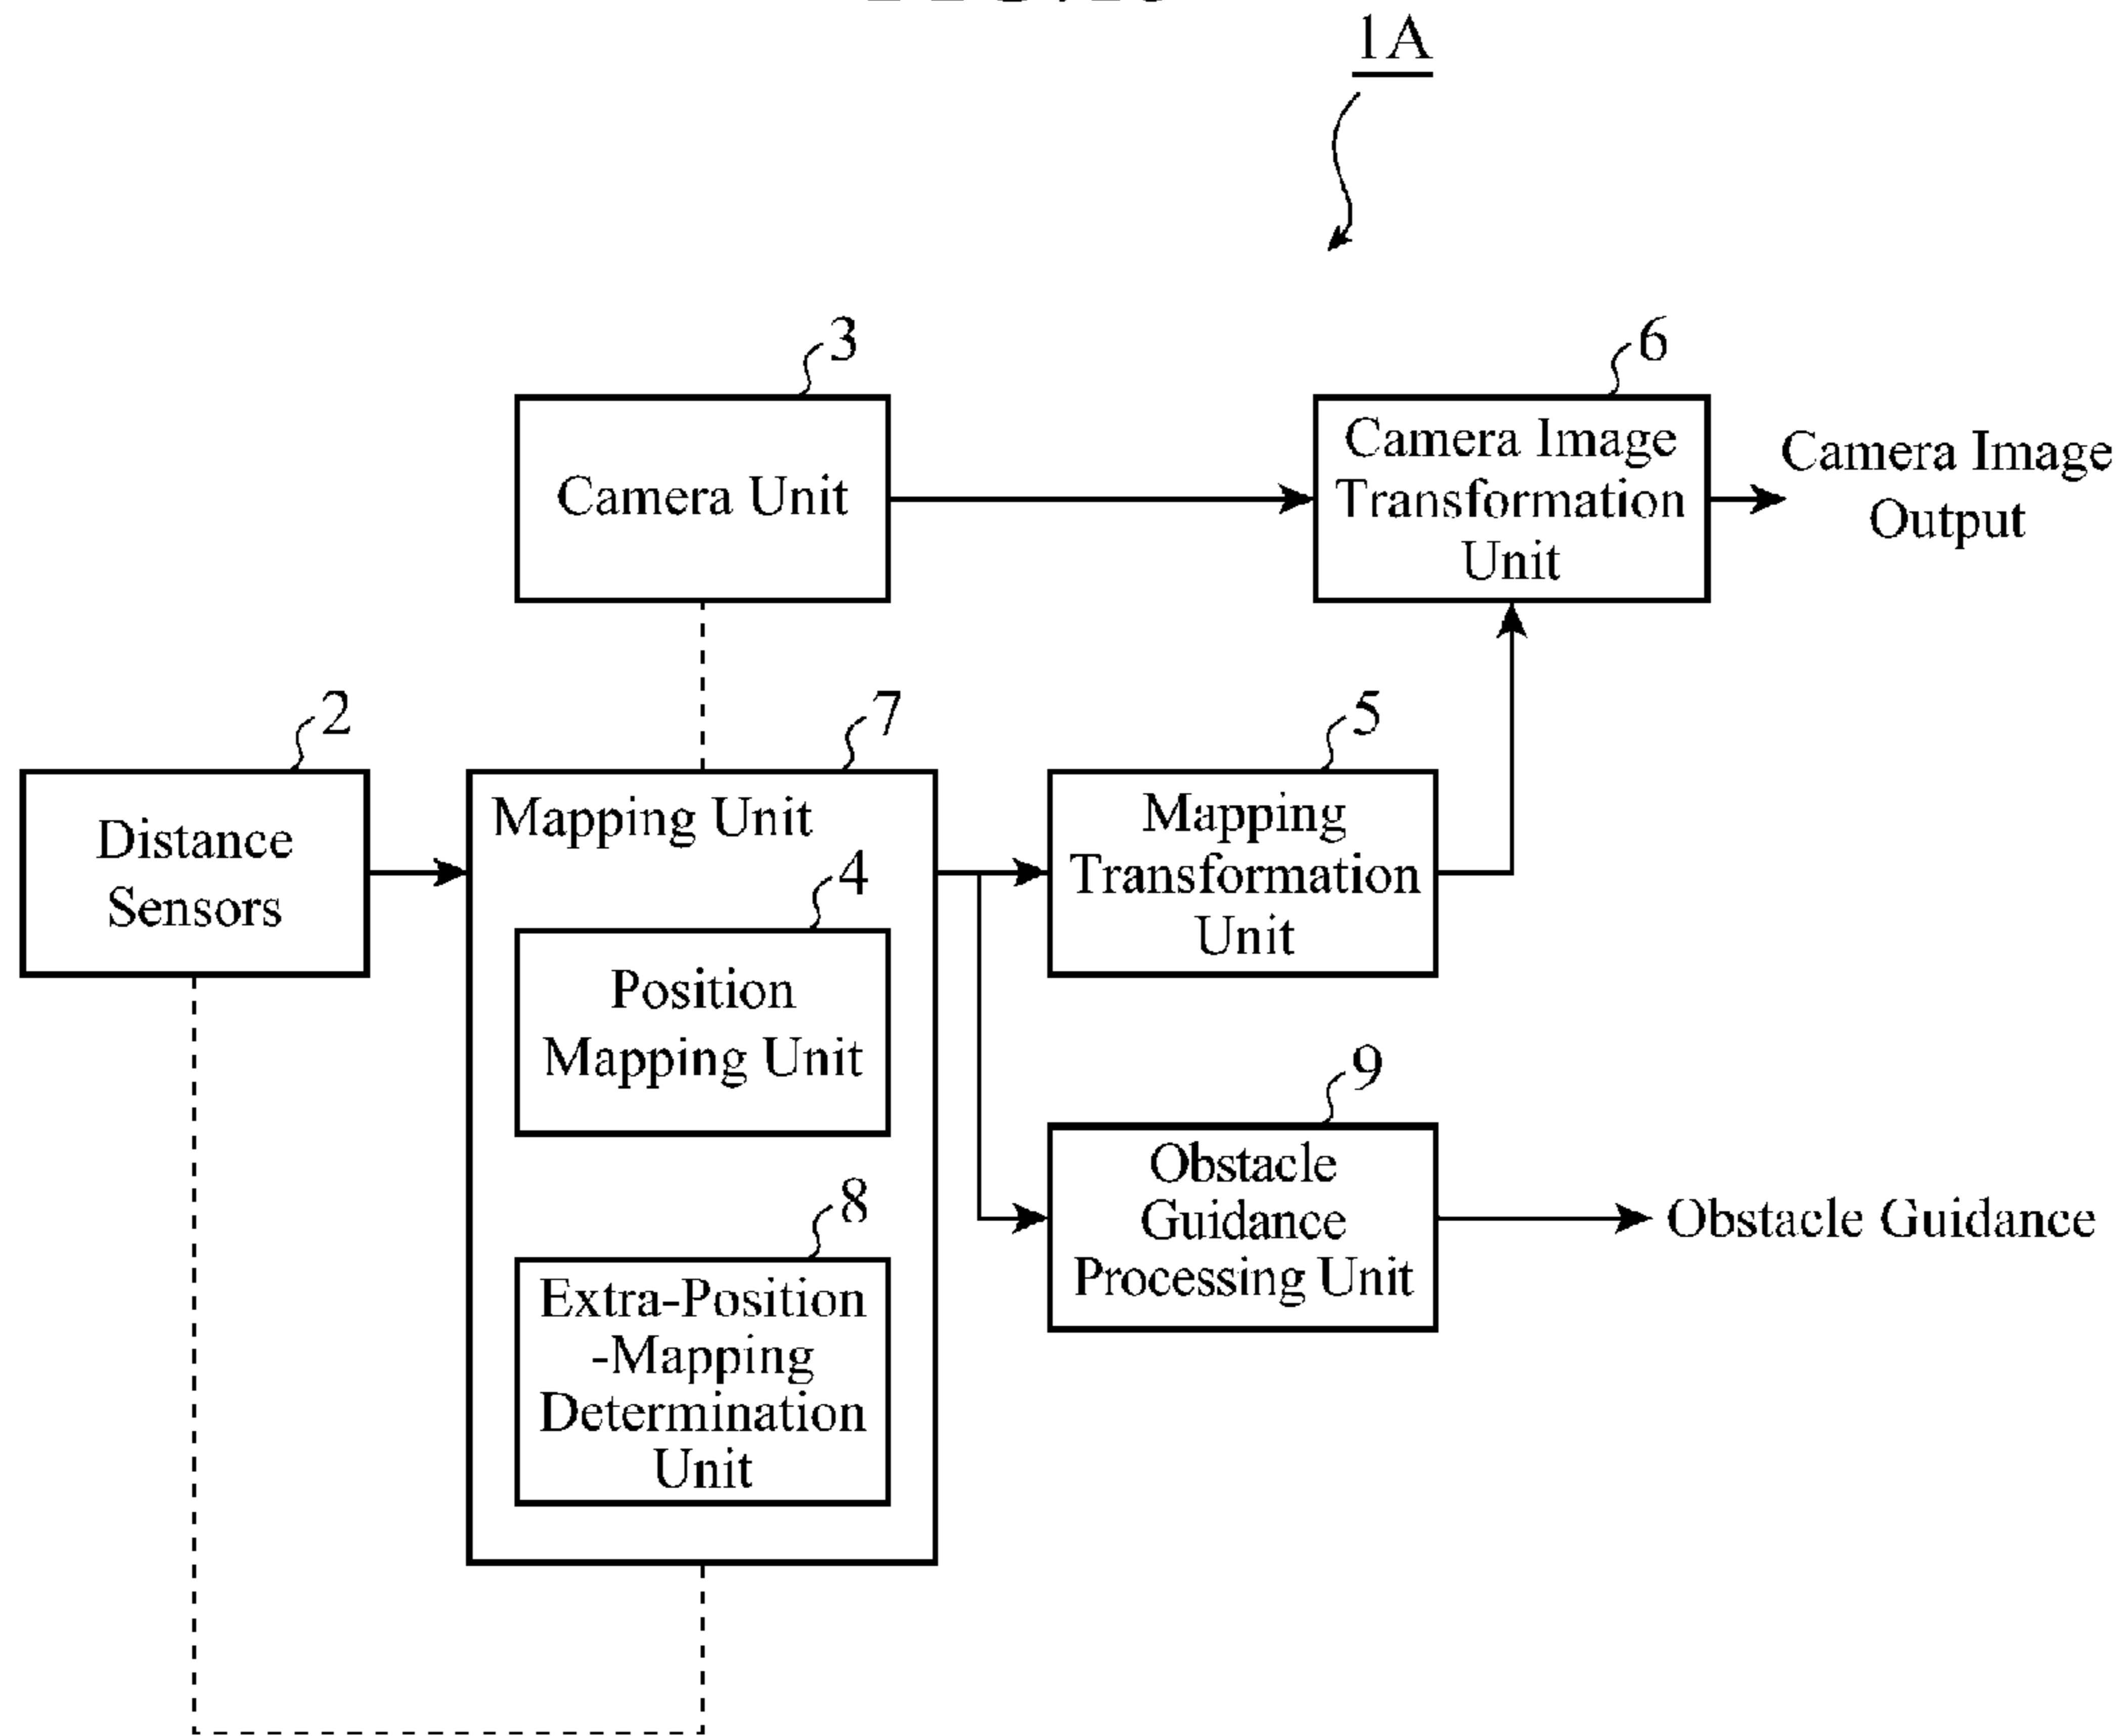 1A
3
Camera Unit
6
Camera Image
Transformation
Unit
Camera Image
Output
2
Distance
Sensors
7
Mapping Unit
4
Position
Mapping Unit
8
Extra-Position
-Mapping
Determination
Unit
5
Mapping
Transformation
Unit
9
Obstacle
Guidance
Processing Unit
Obstacle Guidance